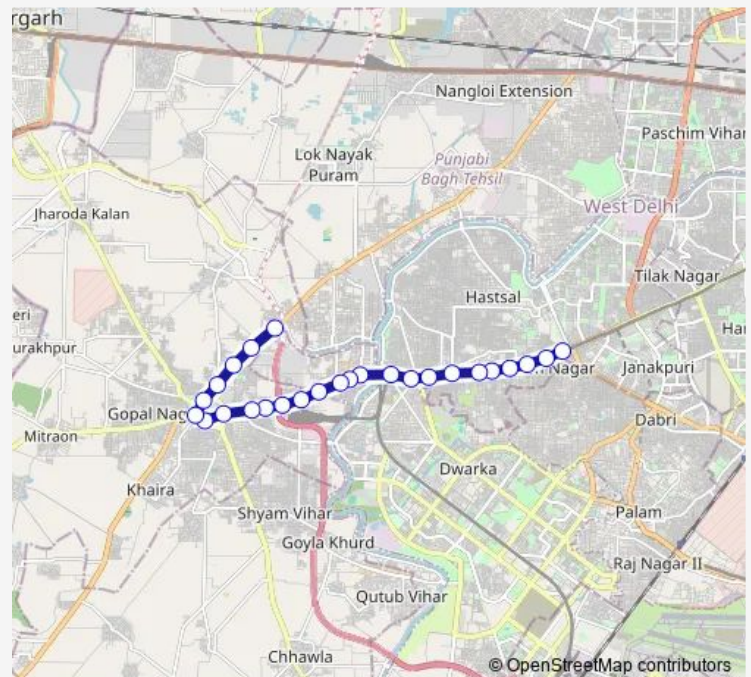 rgarh
Nangloi Extension
Paschim Vihar
Lok Nayak
Puram
Punjabi
Bagh Tehsil
West Delhi
Jharoda Kalan
Tilak Nagar
Hastsal
eri
Har
urakhpur
Nagar
Janakpuri
Gopal Nag
Dabri
Mitraon
Dwarka
Khaira
Shyam Vihar
Palam
Goyla Khurd
Raj Nagar II
Qutub Vihar
Chhawla
© OpenStreetMap contributors